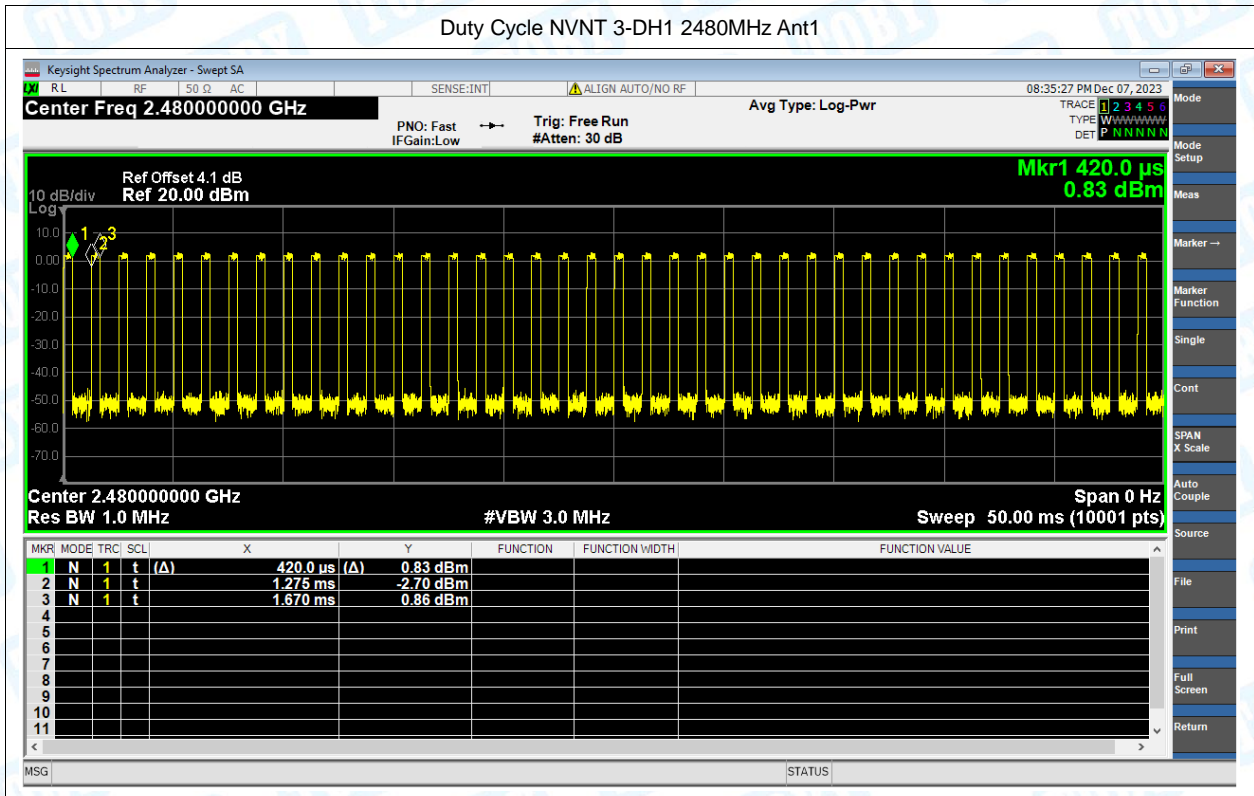 Duty Cycle NVNT 3-DH1 2480MHz Ant1
Keysight Spectrum Analyzer - Swept SA
LXI RL RF 50 Ω AC SENSE:INT ALIGN AUTO/NO RF 08:35:27 PM Dec 07, 2023
Center Freq 2.480000000 GHz
PNO: Fast
IFGain:Low
Trig: Free Run
#Atten: 30 dB
Avg Type: Log-Pwr
TRACE 1 2 3 4 5 6
TYPE WWWWWWW
DET P N N N N N
Mkr1 420.0 µs
0.83 dBm
Ref Offset 4.1 dB
10 dB/div Ref 20.00 dBm
Log
10.0
0.00
-10.0
-20.0
-30.0
-40.0
-50.0
-60.0
-70.0
1
2
3
Center 2.480000000 GHz Span 0 Hz
Res BW 1.0 MHz #VBW 3.0 MHz Sweep 50.00 ms (10001 pts)
MKR MODE TRC SCL X Y FUNCTION FUNCTION WIDTH FUNCTION VALUE
1 N 1 t (Δ) 420.0 µs (Δ) 0.83 dBm
2 N 1 t 1.275 ms -2.70 dBm
3 N 1 t 1.670 ms 0.86 dBm
4
5
6
7
8
9
10
11
MSG STATUS
Mode
Mode Setup
Meas
Marker →
Marker Function
Single
Cont
SPAN X Scale
Auto Couple
Source
File
Print
Full Screen
Return
TOBY